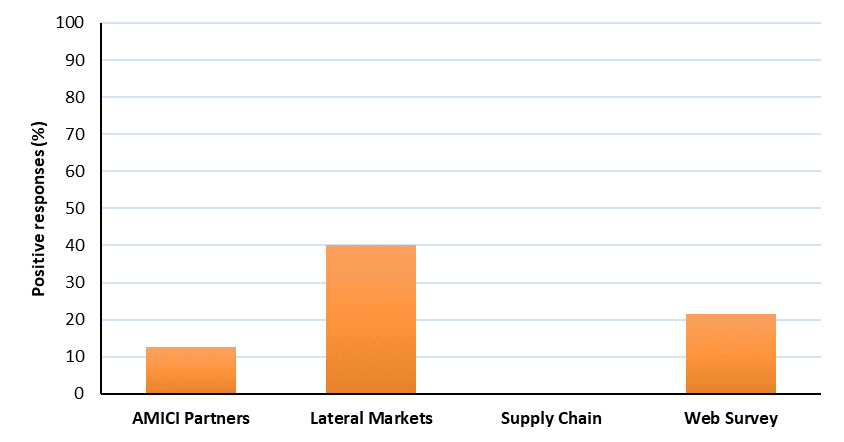 100
90
80
70
60
50
40
30
20
10
0
Positive responses (%)
AMICI Partners
Lateral Markets
Supply Chain
Web Survey